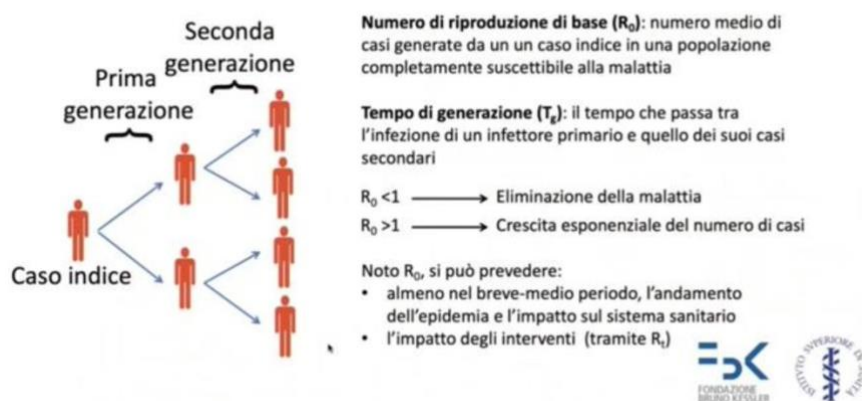 Seconda
generazione
Prima
generazione
Caso indice
Numero di riproduzione di base (R₀): numero medio di
casi generate da un un caso indice in una popolazione
completamente suscettibile alla malattia
Tempo di generazione (Tg): il tempo che passa tra
l'infezione di un infettore primario e quello dei suoi casi
secondari
R₀ <1 → Eliminazione della malattia
R₀ >1 → Crescita esponenziale del numero di casi
Noto R₀, si può prevedere:
• almeno nel breve-medio periodo, l'andamento
dell'epidemia e l'impatto sul sistema sanitario
• l'impatto degli interventi (tramite Rt)
FONDAZIONE
BRUNO KESSLER
ISTITUTO SUPERIORE DI SANITÀ